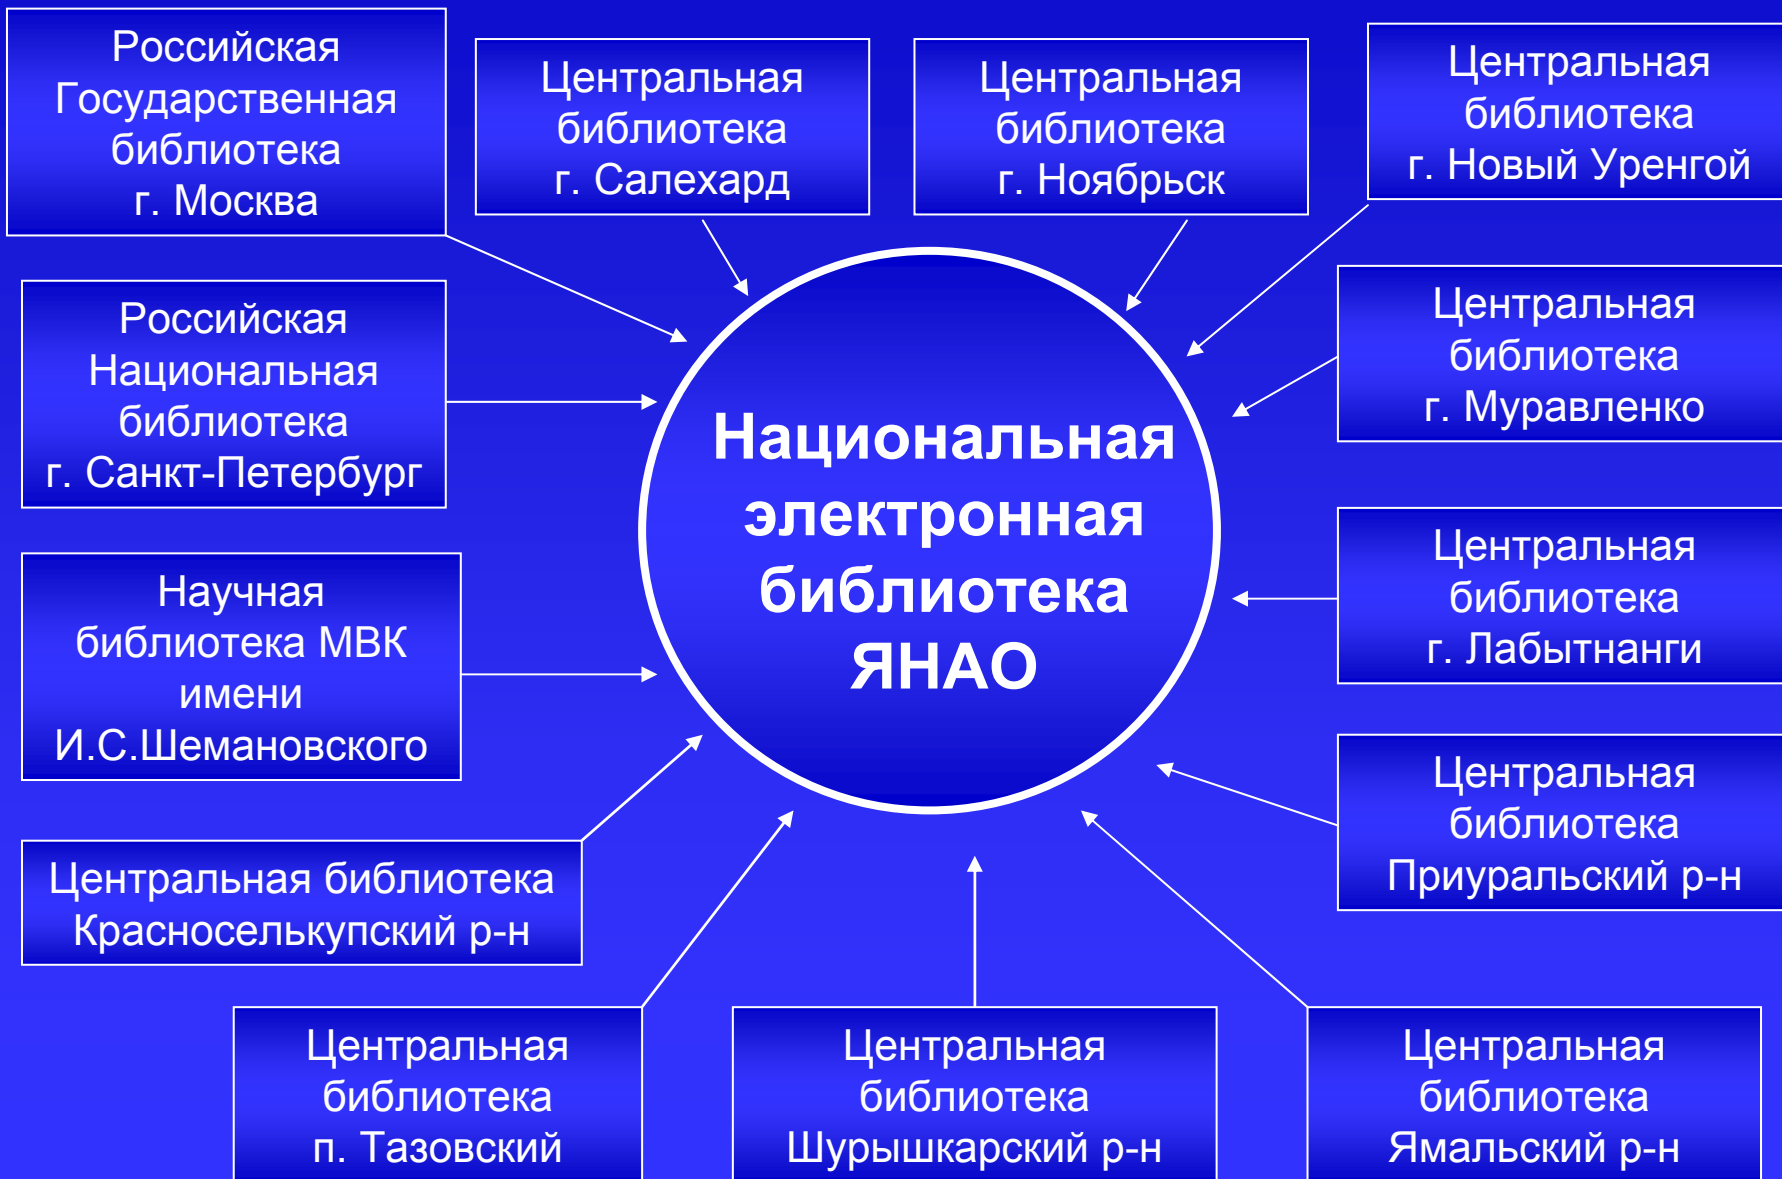 Российская
Государственная
библиотека
г. Москва
Центральная
библиотека
г. Салехард
Центральная
библиотека
г. Ноябрьск
Центральная
библиотека
г. Новый Уренгой
Российская
Национальная
библиотека
г. Санкт-Петербург
Центральная
библиотека
г. Муравленко
Национальная
электронная
библиотека
ЯНАО
Научная
библиотека МВК
имени
И.С.Шемановского
Центральная
библиотека
г. Лабытнанги
Центральная
библиотека
Приуральский р-н
Центральная библиотека
Красноселькупский р-н
Центральная
библиотека
п. Тазовский
Центральная
библиотека
Шурышкарский р-н
Центральная
библиотека
Ямальский р-н